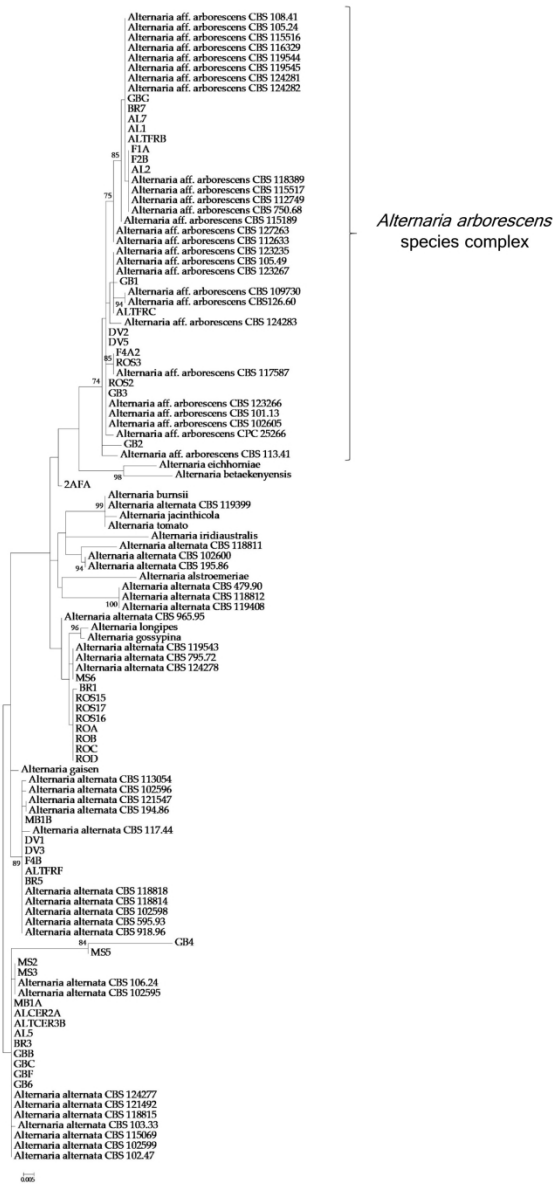 Alternaria aff. arborescens CBS 108.41
Alternaria aff. arborescens CBS 105.24
Alternaria aff. arborescens CBS 115516
Alternaria aff. arborescens CBS 116329
Alternaria aff. arborescens CBS 119544
Alternaria aff. arborescens CBS 119545
Alternaria aff. arborescens CBS 124281
Alternaria aff. arborescens CBS 124282
GBG
BR7
AL7
AL1
ALTFRB
F1A
85
F2B
AL2
Alternaria aff. arborescens CBS 118389
Alternaria aff. arborescens CBS 115517
75
Alternaria aff. arborescens CBS 112749
Alternaria aff. arborescens CBS 750.68
Alternaria aff. arborescens CBS 115189
Alternaria arborescens
species complex
Alternaria aff. arborescens CBS 127263
Alternaria aff. arborescens CBS 112633
Alternaria aff. arborescens CBS 123235
Alternaria aff. arborescens CBS 105.49
Alternaria aff. arborescens CBS 123267
GB1
Alternaria aff. arborescens CBS 109730
94
Alternaria aff. arborescens CBS126.60
ALTFRC
Alternaria aff. arborescens CBS 124283
DV2
DV5
F4A2
85
ROS3
Alternaria aff. arborescens CBS 117587
74
ROS2
GB3
Alternaria aff. arborescens CBS 123266
Alternaria aff. arborescens CBS 101.13
Alternaria aff. arborescens CBS 102605
Alternaria aff. arborescens CPC 25266
GB2
Alternaria aff. arborescens CBS 113.41
Alternaria eichhorniae
98
Alternaria betaekenyensis
2AFA
Alternaria burnsii
99
Alternaria alternata CBS 119399
Alternaria jacinthicola
Alternaria tomato
Alternaria iridiaustralis
Alternaria alternata CBS 118811
Alternaria alternata CBS 102600
94
Alternaria alternata CBS 195.86
Alternaria alstroemeriae
Alternaria alternata CBS 479.90
Alternaria alternata CBS 118812
100
Alternaria alternata CBS 119408
Alternaria alternata CBS 965.95
96
Alternaria longipes
Alternaria gossypina
Alternaria alternata CBS 119543
Alternaria alternata CBS 795.72
Alternaria alternata CBS 124278
MS6
BR1
ROS15
ROS17
ROS16
ROA
ROB
ROC
ROD
Alternaria gaisen
Alternaria alternata CBS 113054
Alternaria alternata CBS 102596
Alternaria alternata CBS 121547
Alternaria alternata CBS 194.86
MB1B
Alternaria alternata CBS 117.44
DV1
DV3
89
F4B
ALTFRF
BR5
Alternaria alternata CBS 118818
Alternaria alternata CBS 118814
Alternaria alternata CBS 102598
Alternaria alternata CBS 595.93
Alternaria alternata CBS 918.96
84
GB4
MS5
MS2
MS3
Alternaria alternata CBS 106.24
Alternaria alternata CBS 102595
MB1A
ALCER2A
ALTCER3B
AL5
BR3
GBB
GBC
GBF
GB6
Alternaria alternata CBS 124277
Alternaria alternata CBS 121492
Alternaria alternata CBS 118815
Alternaria alternata CBS 103.33
Alternaria alternata CBS 115069
Alternaria alternata CBS 102599
Alternaria alternata CBS 102.47
0.005